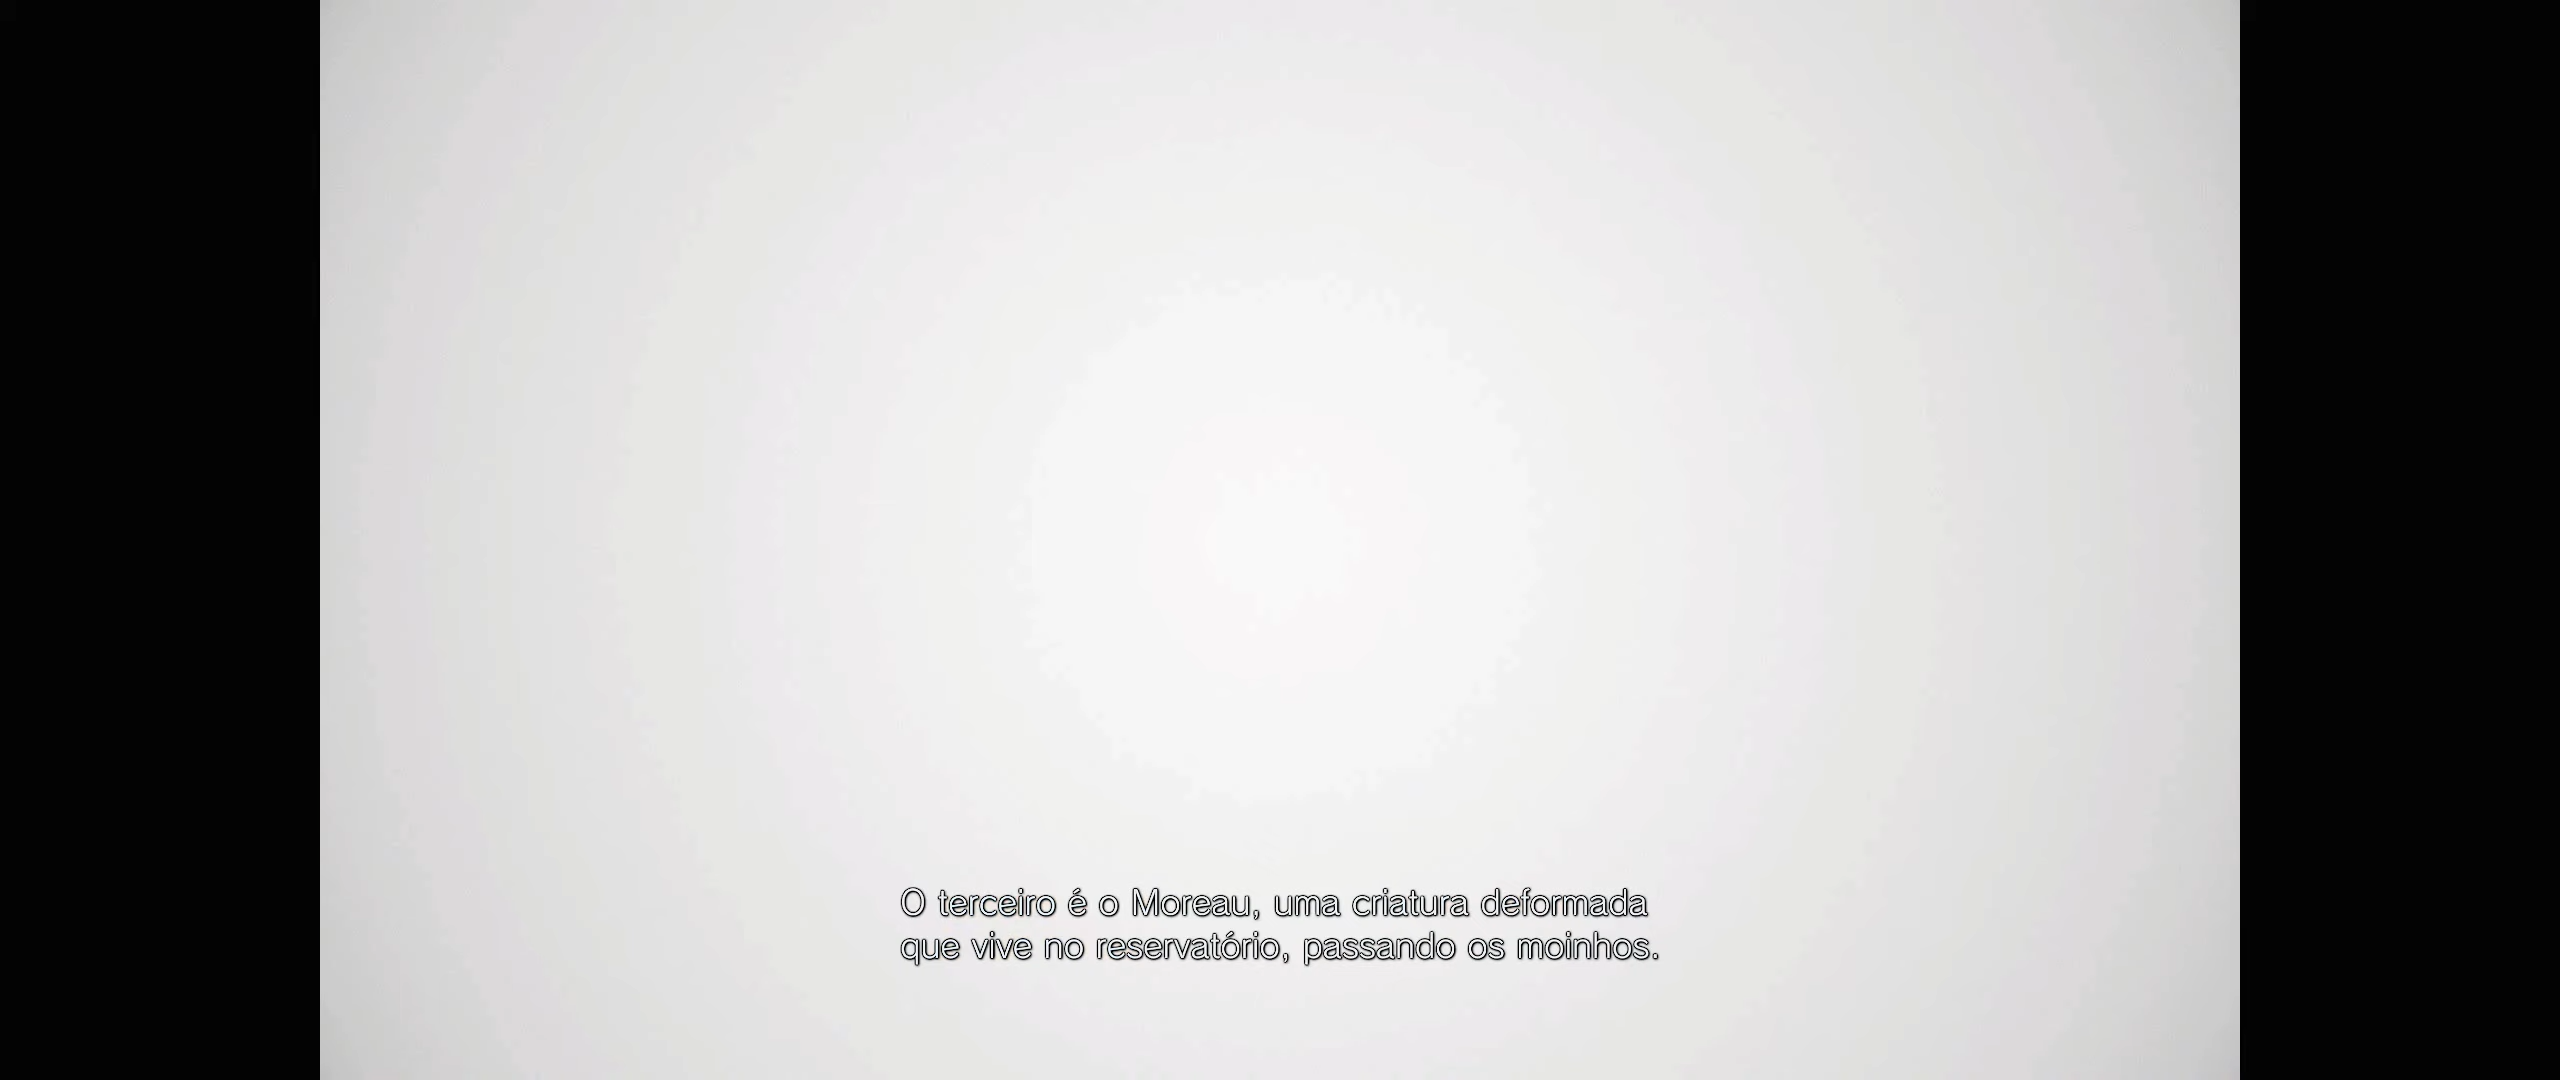 O terceiro é o Moreau, uma criatura deformada
que vive no reservatório, passando os moinhos.